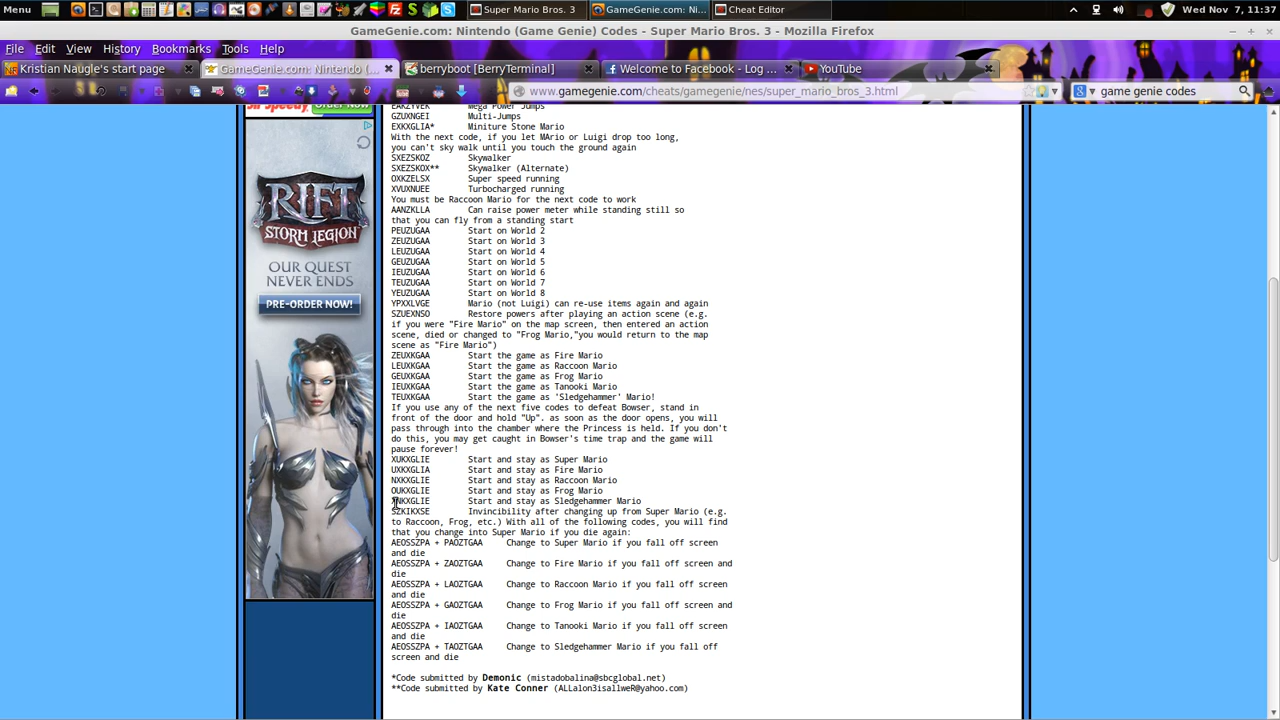 Menu
Super Mario Bros. 3
GameGenie.com: Ni...
Cheat Editor
Wed Nov 7, 11:37
GameGenie.com: Nintendo (Game Genie) Codes - Super Mario Bros. 3 - Mozilla Firefox
File Edit View History Bookmarks Tools Help
Kristian Naugle's start page
GameGenie.com: Nintendo (...
berryboot [BerryTerminal]
Welcome to Facebook - Log ...
YouTube
www.gamegenie.com/cheats/gamegenie/nes/super_mario_bros_3.html
game genie codes
Sir Speedy
Order Now
EAKZYVEK Mega Power Jumps
GZUXNGEI Multi-Jumps
EXKXGLIA* Miniture Stone Mario
With the next code, if you let MArio or Luigi drop too long,
you can't sky walk until you touch the ground again
SXEZSKOZ Skywalker
SXEZSKOX** Skywalker (Alternate)
OXKZELSX Super speed running
XVUXNUEE Turbocharged running
You must be Raccoon Mario for the next code to work
AANZKLLA Can raise power meter while standing still so
that you can fly from a standing start
PEUZUGAA Start on World 2
ZEUZUGAA Start on World 3
LEUZUGAA Start on World 4
GEUZUGAA Start on World 5
IEUZUGAA Start on World 6
TEUZUGAA Start on World 7
YEUZUGAA Start on World 8
YPXXLVGE Mario (not Luigi) can re-use items again and again
SZUEXNSO Restore powers after playing an action scene (e.g.
if you were "Fire Mario" on the map screen, then entered an action
scene, died or changed to "Frog Mario,"you would return to the map
scene as "Fire Mario")
ZEUXKGAA Start the game as Fire Mario
LEUXKGAA Start the game as Raccoon Mario
GEUXKGAA Start the game as Frog Mario
IEUXKGAA Start the game as Tanooki Mario
TEUXKGAA Start the game as 'Sledgehammer' Mario!
If you use any of the next five codes to defeat Bowser, stand in
front of the door and hold "Up". as soon as the door opens, you will
pass through into the chamber where the Princess is held. If you don't
do this, you may get caught in Bowser's time trap and the game will
pause forever!
XUKXGLIE Start and stay as Super Mario
UXKXGLIA Start and stay as Fire Mario
NXKXGLIE Start and stay as Raccoon Mario
OUKXGLIE Start and stay as Frog Mario
XNKXGLIE Start and stay as Sledgehammer Mario
SZKIKXSE Invincibility after changing up from Super Mario (e.g.
to Raccoon, Frog, etc.) With all of the following codes, you will find
that you change into Super Mario if you die again:
AEOSSZPA + PAOZTGAA Change to Super Mario if you fall off screen
and die
AEOSSZPA + ZAOZTGAA Change to Fire Mario if you fall off screen and
die
AEOSSZPA + LAOZTGAA Change to Raccoon Mario if you fall off screen
and die
AEOSSZPA + GAOZTGAA Change to Frog Mario if you fall off screen and
die
AEOSSZPA + IAOZTGAA Change to Tanooki Mario if you fall off screen
and die
AEOSSZPA + TAOZTGAA Change to Sledgehammer Mario if you fall off
screen and die
*Code submitted by Demonic (mistadobalina@sbcglobal.net)
**Code submitted by Kate Conner (ALLalon3isallweR@yahoo.com)
RIFT
STORM LEGION
OUR QUEST
NEVER ENDS
PRE-ORDER NOW!